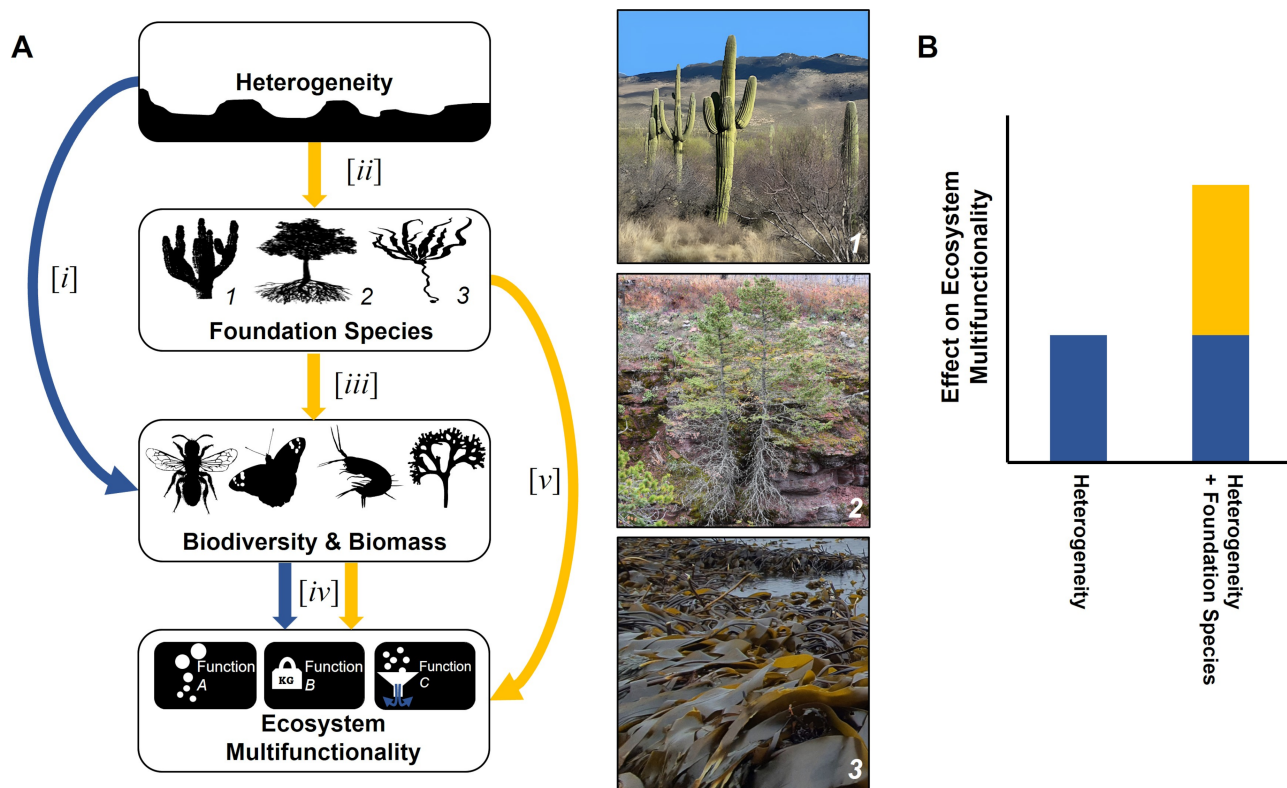 A
Heterogeneity
[i]
[ii]
1
2
3
Foundation Species
[iii]
[v]
Biodiversity & Biomass
[iv]
Function
A
KG
Function
B
Function
C
Ecosystem
Multifunctionality
1
2
3
B
Effect on Ecosystem
Multifunctionality
Heterogeneity
Heterogeneity
+ Foundation Species